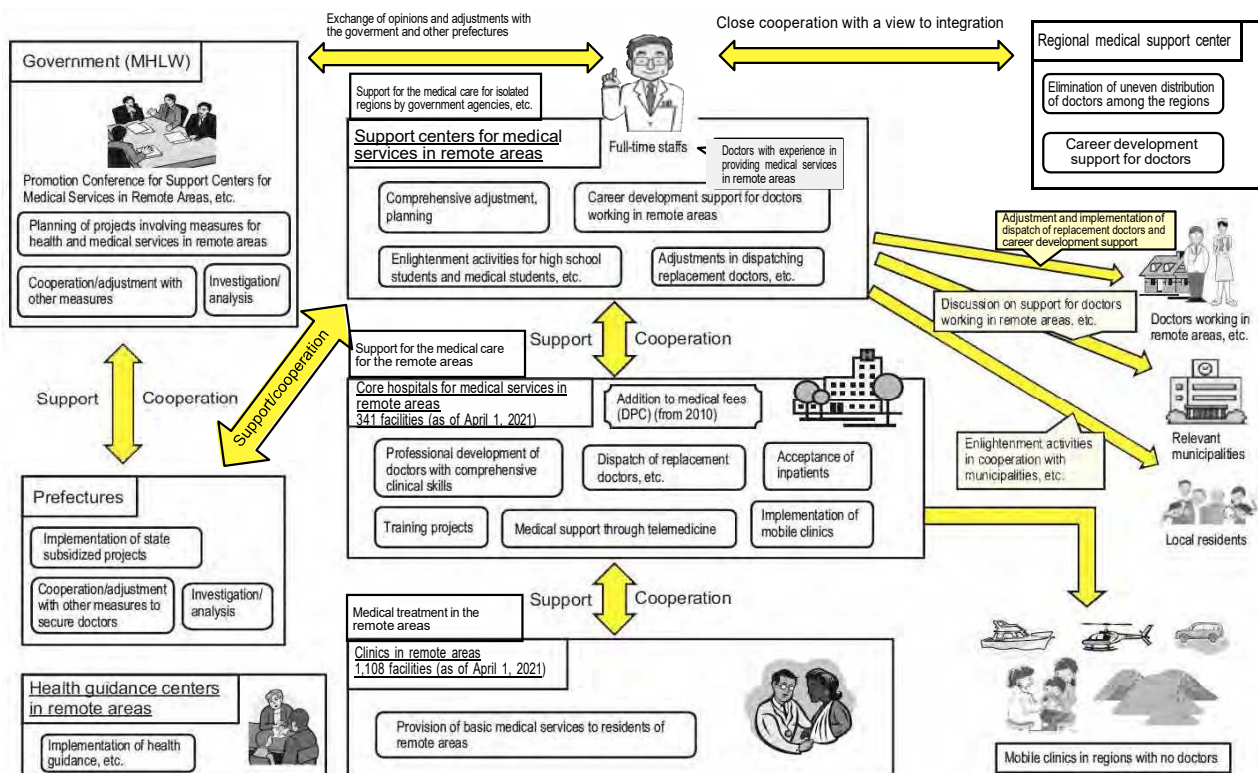 Exchange of opinions and adjustments with
the goverment and other prefectures
Close cooperation with a view to integration
Government (MHLW)
Promotion Conference for Support Centers for
Medical Services in Remote Areas, etc.
Planning of projects involving measures for
health and medical services in remote areas
Cooperation/adjustment with
other measures
Investigation/
analysis
Support for the medical care for isolated
regions by government agencies, etc.
Support centers for medical
services in remote areas
Full-time staffs
Doctors with experience in
providing medical services
in remote areas
Comprehensive adjustment,
planning
Career development support for doctors
working in remote areas
Enlightenment activities for high school
students and medical students, etc.
Adjustments in dispatching
replacement doctors, etc.
Regional medical support center
Elimination of uneven distribution
of doctors among the regions
Career development
support for doctors
Adjustment and implementation of
dispatch of replacement doctors and
career development support
Discussion on support for doctors
working in remote areas, etc.
Doctors working in
remote areas, etc.
Enlightenment activities
in cooperation with
municipalities, etc.
Relevant
municipalities
Local residents
Support
Cooperation
Support/cooperation
Support
Cooperation
Support for the medical care
for the remote areas
Core hospitals for medical services in
remote areas
341 facilities (as of April 1, 2021)
Addition to medical fees
(DPC) (from 2010)
Professional development of
doctors with comprehensive
clinical skills
Dispatch of replacement
doctors, etc.
Acceptance of
inpatients
Training projects
Medical support through telemedicine
Implementation of
mobile clinics
Prefectures
Implementation of state
subsidized projects
Cooperation/adjustment
with other measures to
secure doctors
Investigation/
analysis
Support
Cooperation
Medical treatment in the
remote areas
Clinics in remote areas
1,108 facilities (as of April 1, 2021)
Provision of basic medical services to residents of
remote areas
Health guidance centers
in remote areas
Implementation of health
guidance, etc.
Mobile clinics in regions with no doctors